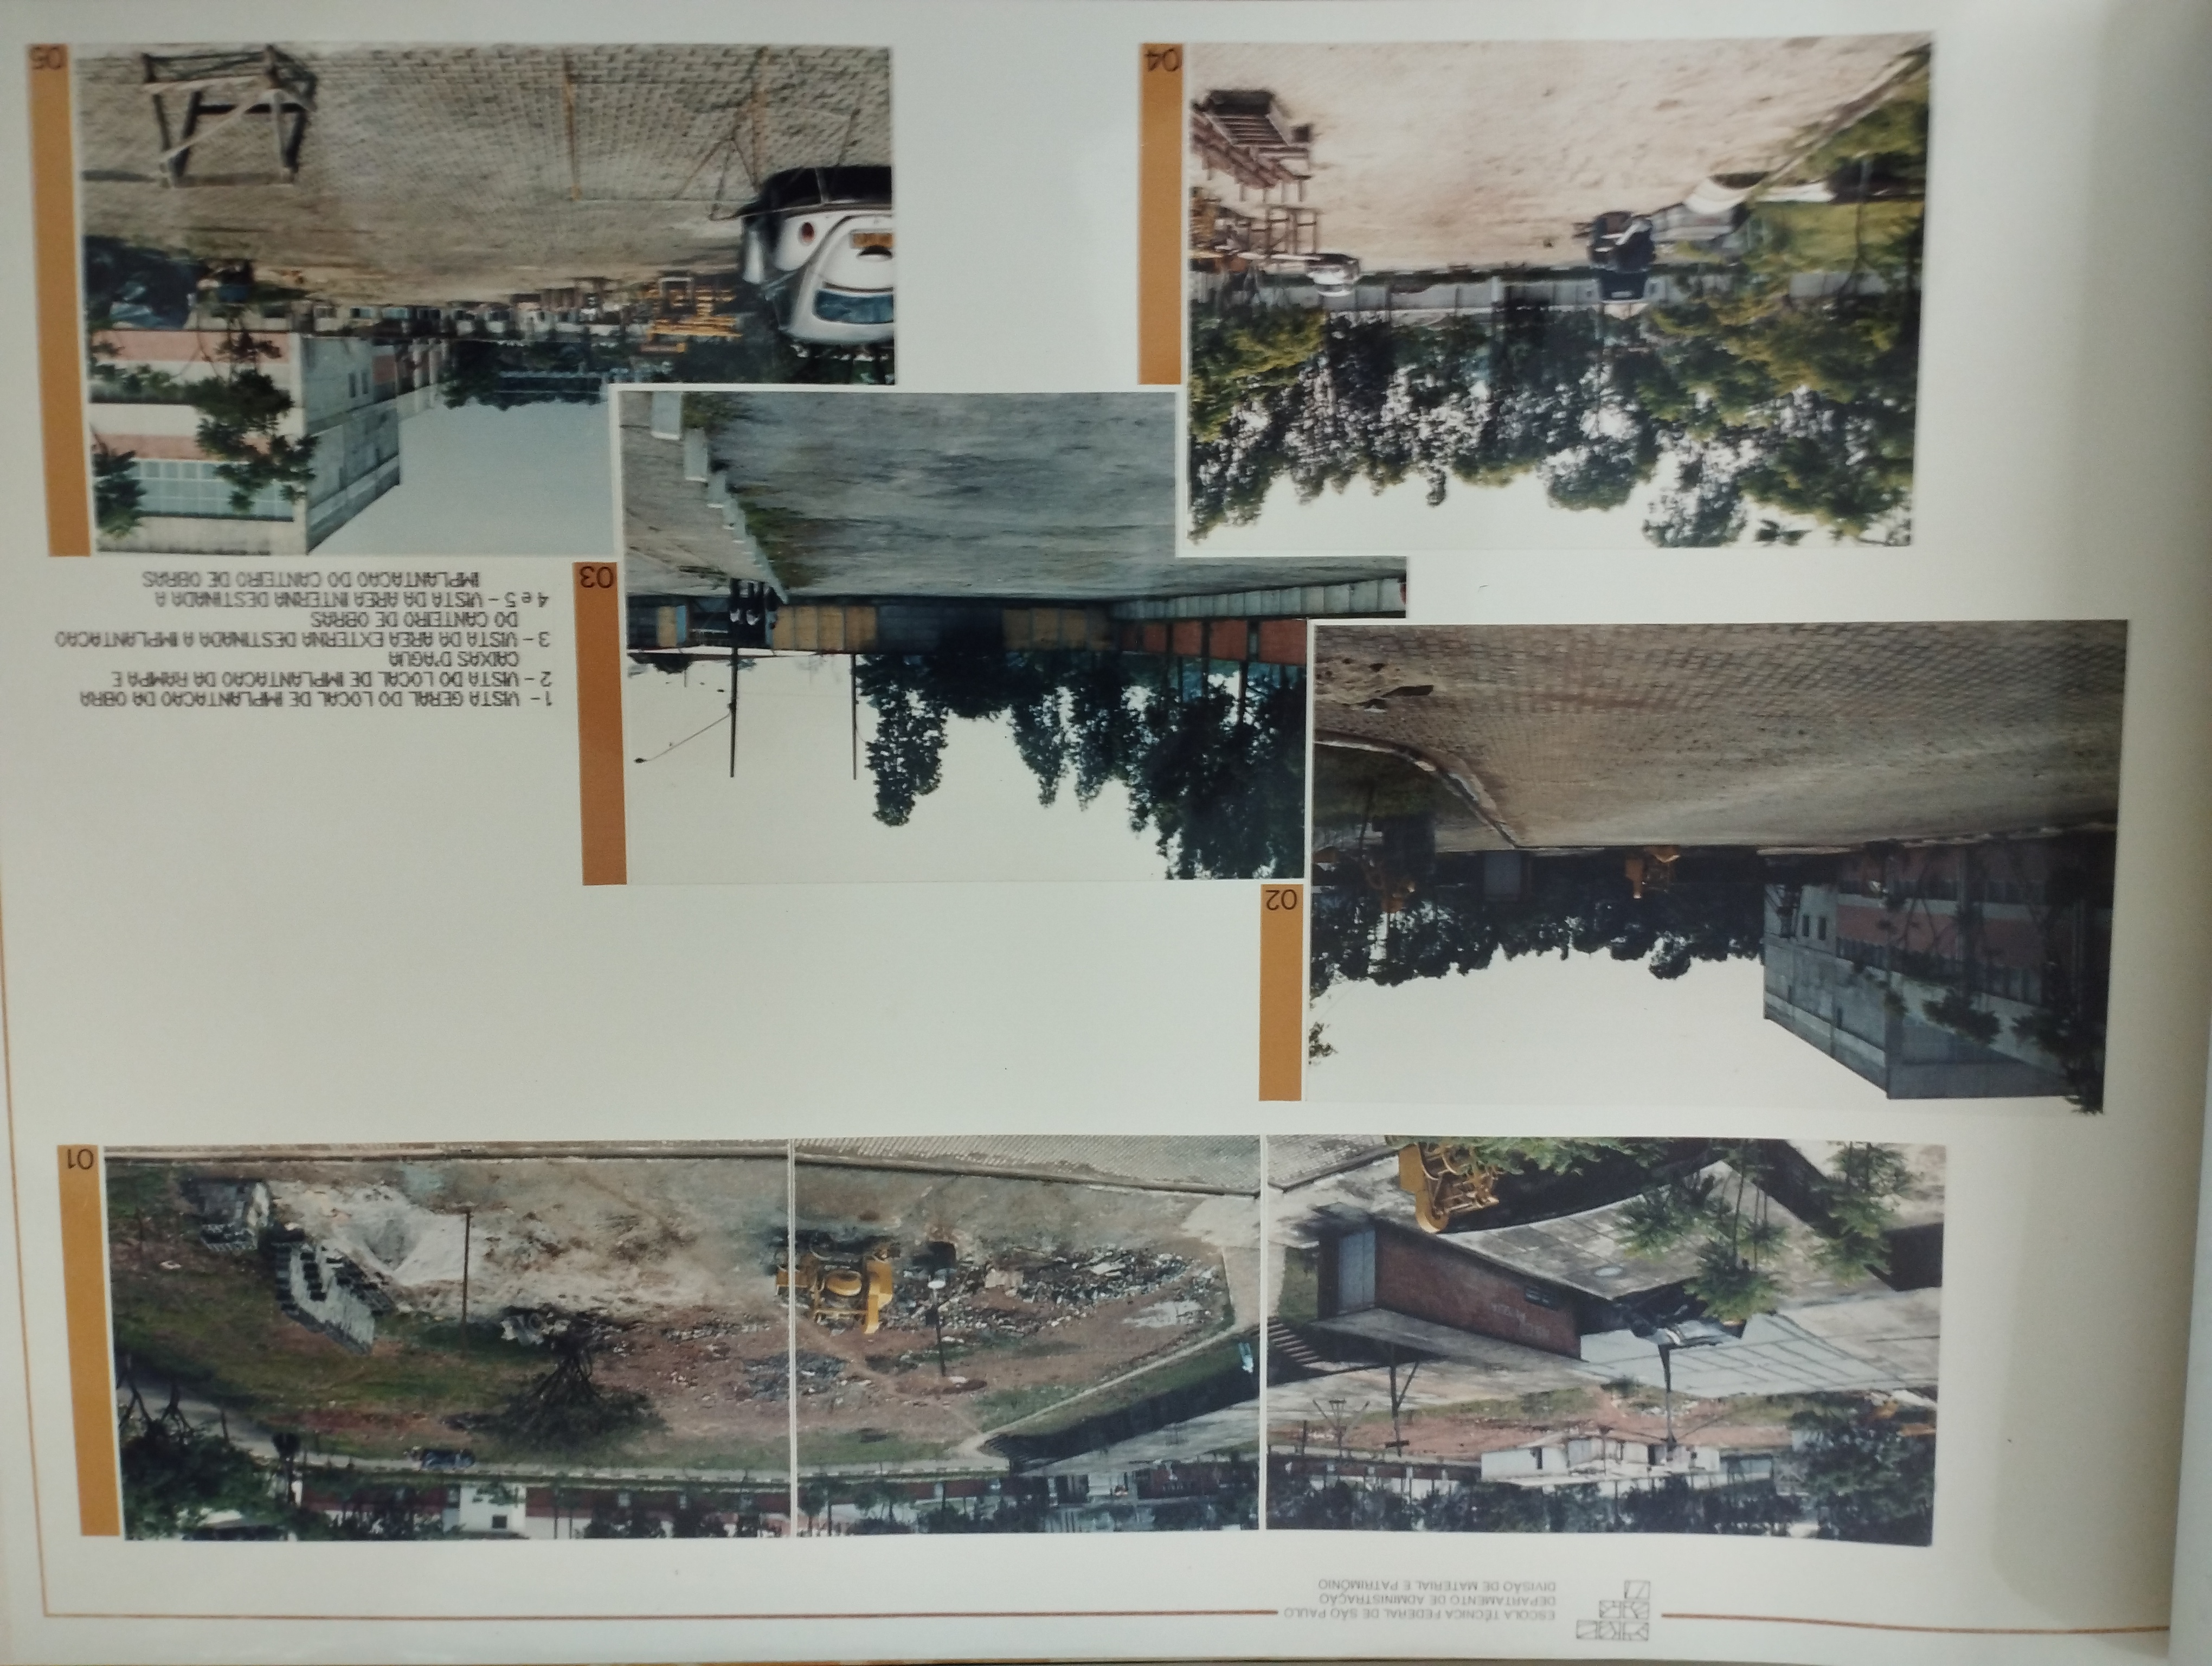 ESCOLA TÉCNICA FEDERAL DE SÃO PAULO
DEPARTAMENTO DE ADMINISTRAÇÃO
DIVISÃO DE MATERIAL E PATRIMÔNIO
01
02
03
1 - VISTA GERAL DO LOCAL DE IMPLANTACAO DA OBRA
2 - VISTA DO LOCAL DE IMPLANTACAO DA RAMPA E
CAIXAS D'AGUA
3 - VISTA DA AREA EXTERNA DESTINADA A IMPLANTACAO
DO CANTEIRO DE OBRAS
4 e 5 - VISTA DA AREA INTERNA DESTINADA A
IMPLANTACAO DO CANTEIRO DE OBRAS
04
05